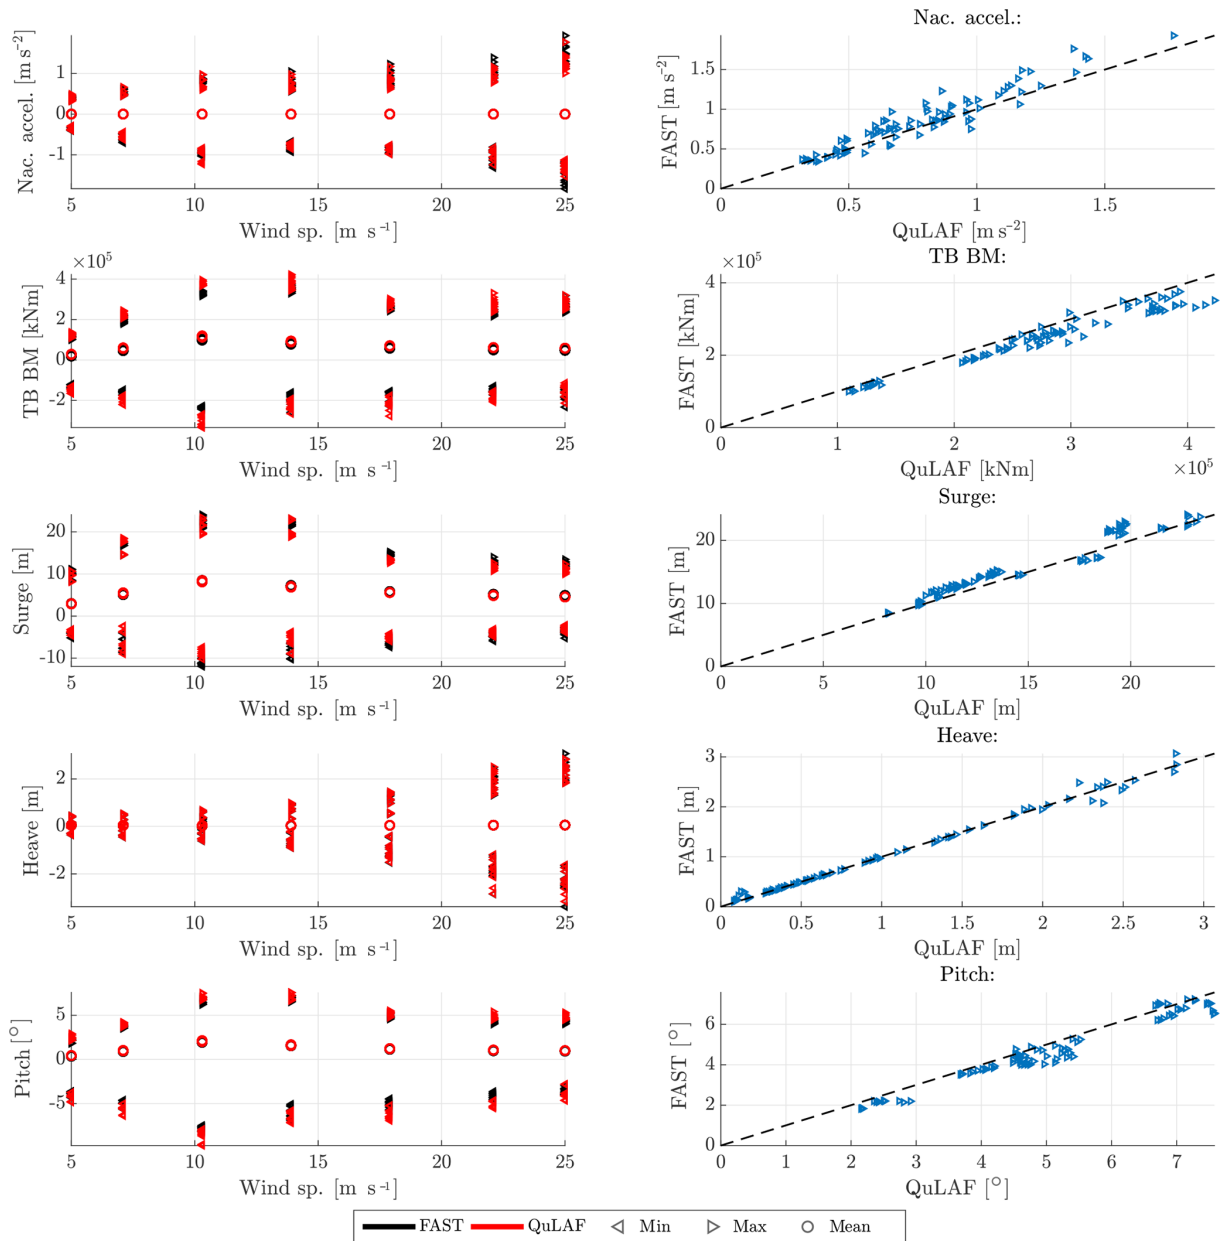 Nac. accel.:
Nac. accel. [m s⁻²]
1
0
-1
5 10 15 20 25
Wind sp. [m s⁻¹]
FAST [m s⁻²]
1.5
1
0.5
0
0 0.5 1 1.5
QuLAF [m s⁻²]
TB BM:
×10⁵
TB BM [kNm]
4
2
0
-2
5 10 15 20 25
Wind sp. [m s⁻¹]
×10⁵
FAST [kNm]
4
2
0
0 1 2 3 4
QuLAF [kNm]
×10⁵
Surge:
Surge [m]
20
10
0
-10
5 10 15 20 25
Wind sp. [m s⁻¹]
FAST [m]
20
10
0
0 5 10 15 20
QuLAF [m]
Heave:
Heave [m]
2
0
-2
5 10 15 20 25
Wind sp. [m s⁻¹]
FAST [m]
3
2
1
0
0 0.5 1 1.5 2 2.5 3
QuLAF [m]
Pitch:
Pitch [°]
5
0
-5
5 10 15 20 25
Wind sp. [m s⁻¹]
FAST [°]
6
4
2
0
0 1 2 3 4 5 6 7
QuLAF [°]
FAST QuLAF Min Max Mean